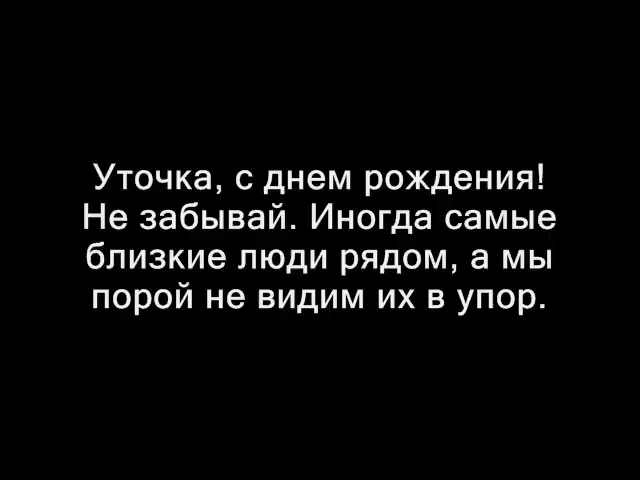 Уточка, с днем рождения!
Не забывай. Иногда самые
близкие люди рядом, а мы
порой не видим их в упор.